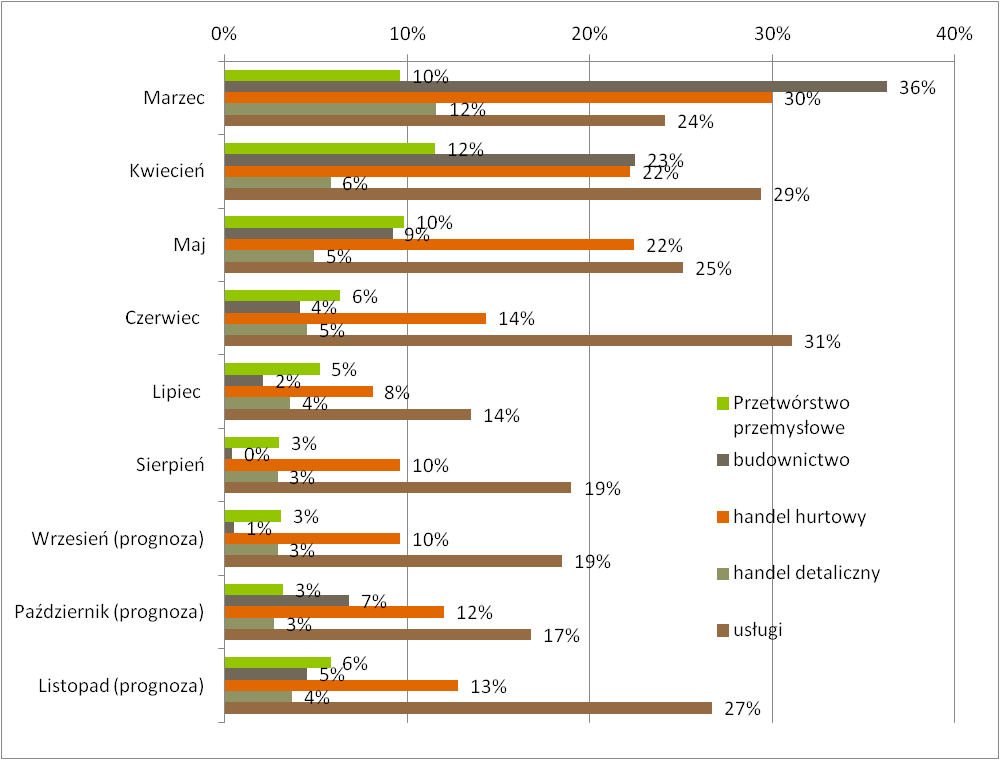 0% 10% 20% 30% 40%
Marzec
10%
36%
30%
12%
24%
Kwiecień
12%
23%
22%
6%
29%
Maj
10%
9%
22%
5%
25%
Czerwiec
6%
4%
14%
5%
31%
Lipiec
5%
2%
8%
4%
14%
Sierpień
3%
0%
10%
3%
19%
Wrzesień (prognoza)
3%
1%
10%
3%
19%
Październik (prognoza)
3%
7%
12%
3%
17%
Listopad (prognoza)
6%
5%
13%
4%
27%
Przetwórstwo
przemysłowe
budownictwo
handel hurtowy
handel detaliczny
usługi